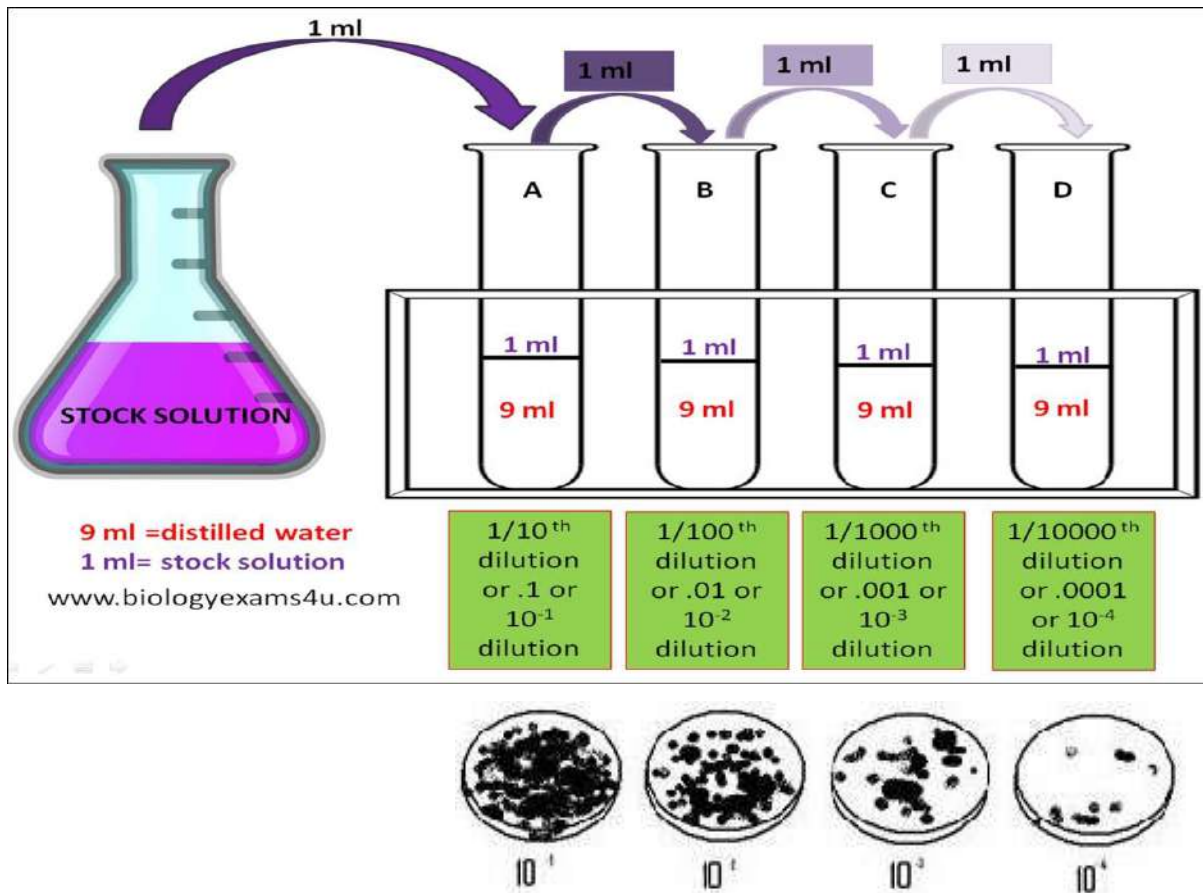 1 ml
1 ml
1 ml
1 ml
A
B
C
D
1 ml
1 ml
1 ml
1 ml
9 ml
9 ml
9 ml
9 ml
STOCK SOLUTION
9 ml =distilled water
1 ml= stock solution
www.biologyexams4u.com
1/10th
dilution
or .1 or
10-1
dilution
1/100th
dilution
or .01 or
10-2
dilution
1/1000th
dilution
or .001 or
10-3
dilution
1/10000th
dilution
or .0001
or 10-4
dilution
10-1
10-2
10-3
10-4